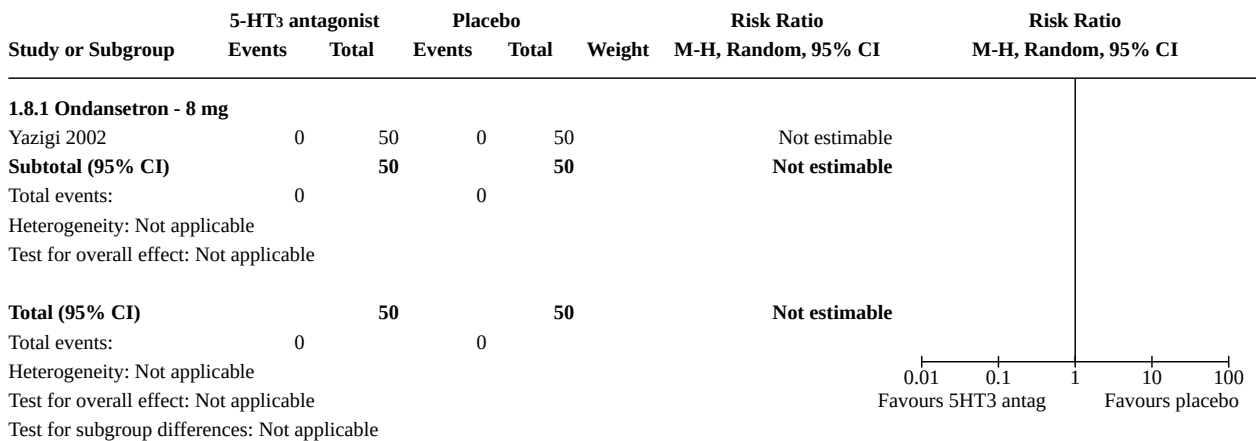 5-HT3 antagonist Placebo Risk Ratio Risk Ratio
Study or Subgroup Events Total Events Total Weight M-H, Random, 95% CI M-H, Random, 95% CI
1.8.1 Ondansetron - 8 mg
Yazigi 2002 0 50 0 50 Not estimable
Subtotal (95% CI) 50 50 Not estimable
Total events: 0 0
Heterogeneity: Not applicable
Test for overall effect: Not applicable
Total (95% CI) 50 50 Not estimable
Total events: 0 0
Heterogeneity: Not applicable
0.01 0.1 1 10 100
Test for overall effect: Not applicable
Favours 5HT3 antag Favours placebo
Test for subgroup differences: Not applicable